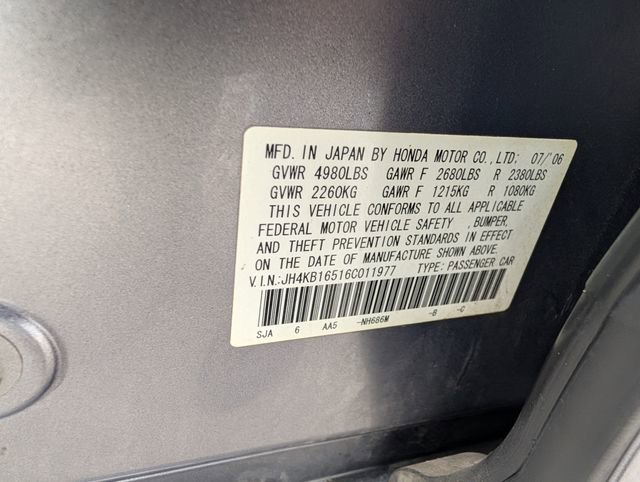 MFD. IN JAPAN BY HONDA MOTOR CO.,LTD: 07/'06
GVWR 4980LBS GAWR F 2680LBS R 2380LBS
GVWR 2260KG GAWR F 1215KG R 1080KG
THIS VEHICLE CONFORMS TO ALL APPLICABLE
FEDERAL MOTOR VEHICLE SAFETY , BUMPER,
AND THEFT PREVENTION STANDARDS IN EFFECT
ON THE DATE OF MANUFACTURE SHOWN ABOVE.
V.IN.:JH4KB16516C011977 TYPE: PASSENGER CAR
SJA 6 AA5 -NH686M -B -C